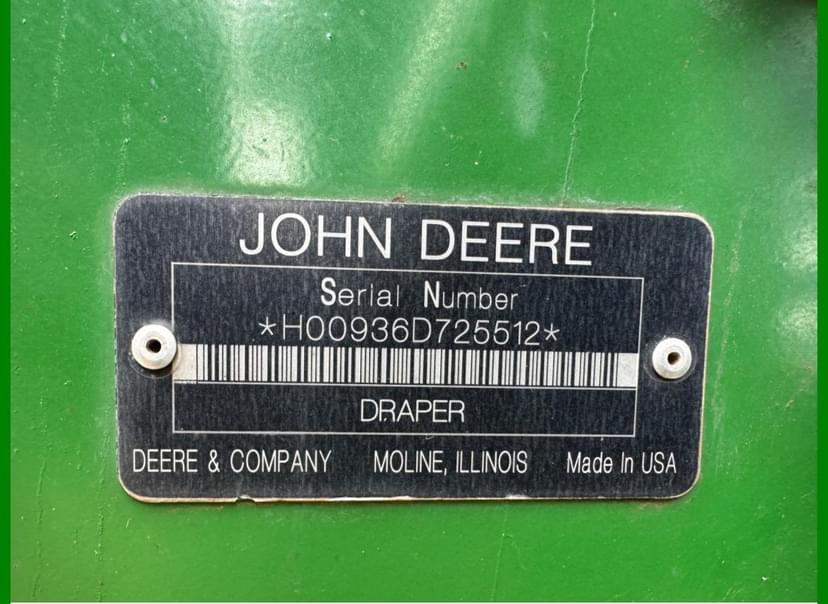 JOHN DEERE
Serial Number
*H00936D725512*
DRAPER
DEERE & COMPANY MOLINE, ILLINOIS Made In USA